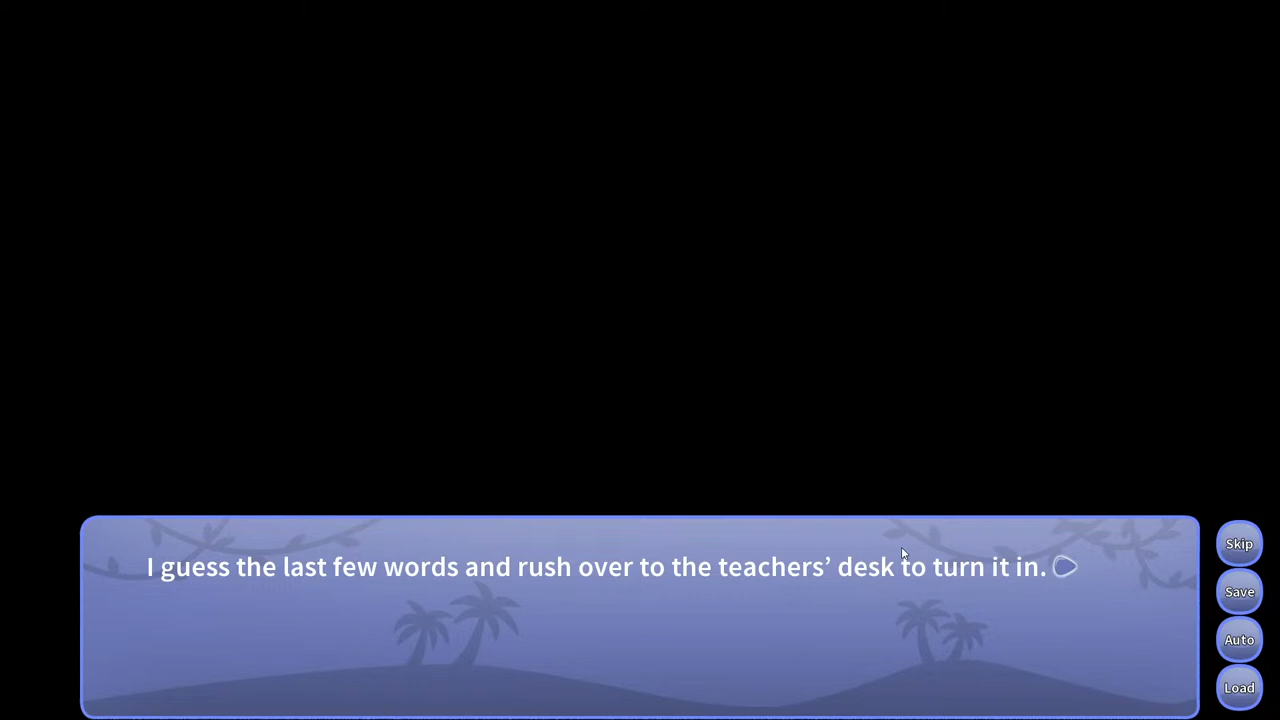 I guess the last few words and rush over to the teachers’ desk to turn it in.
Skip
Save
Auto
Load